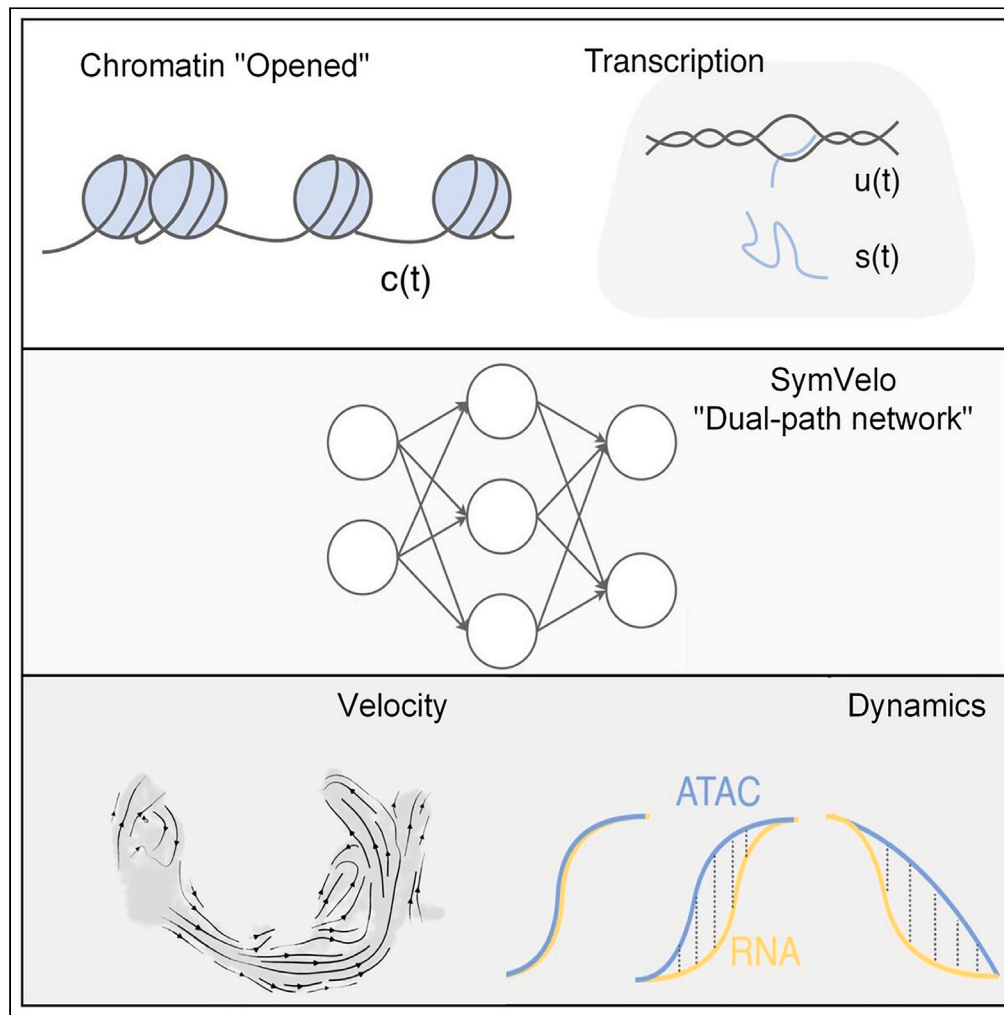 Chromatin "Opened"
Transcription
u(t)
s(t)
c(t)
SymVelo
"Dual-path network"
Velocity
Dynamics
ATAC
RNA